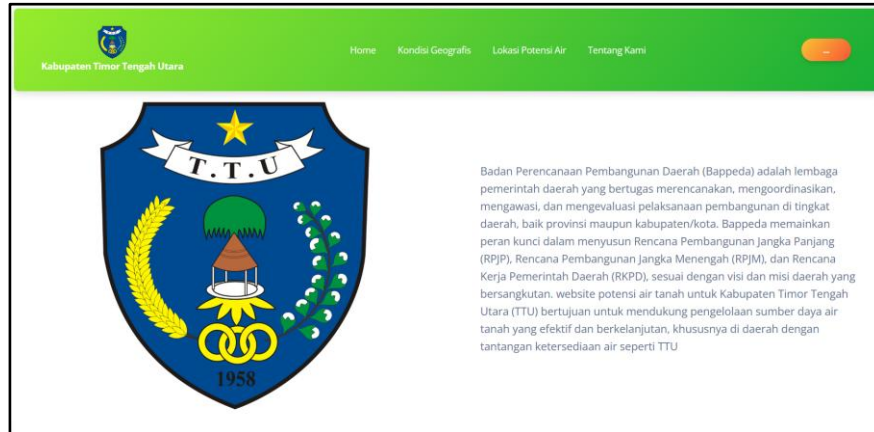 Kabupaten Timor Tengah Utara
Home Kondisi Geografis Lokasi Potensi Air Tentang Kami
...
T.T.U
1958
Badan Perencanaan Pembangunan Daerah (Bappeda) adalah lembaga
pemerintah daerah yang bertugas merencanakan, mengoordinasikan,
mengawasi, dan mengevaluasi pelaksanaan pembangunan di tingkat
daerah, baik provinsi maupun kabupaten/kota. Bappeda memainkan
peran kunci dalam menyusun Rencana Pembangunan Jangka Panjang
(RPJP), Rencana Pembangunan Jangka Menengah (RPJM), dan Rencana
Kerja Pemerintah Daerah (RKPD), sesuai dengan visi dan misi daerah yang
bersangkutan. website potensi air tanah untuk Kabupaten Timor Tengah
Utara (TTU) bertujuan untuk mendukung pengelolaan sumber daya air
tanah yang efektif dan berkelanjutan, khususnya di daerah dengan
tantangan ketersediaan air seperti TTU